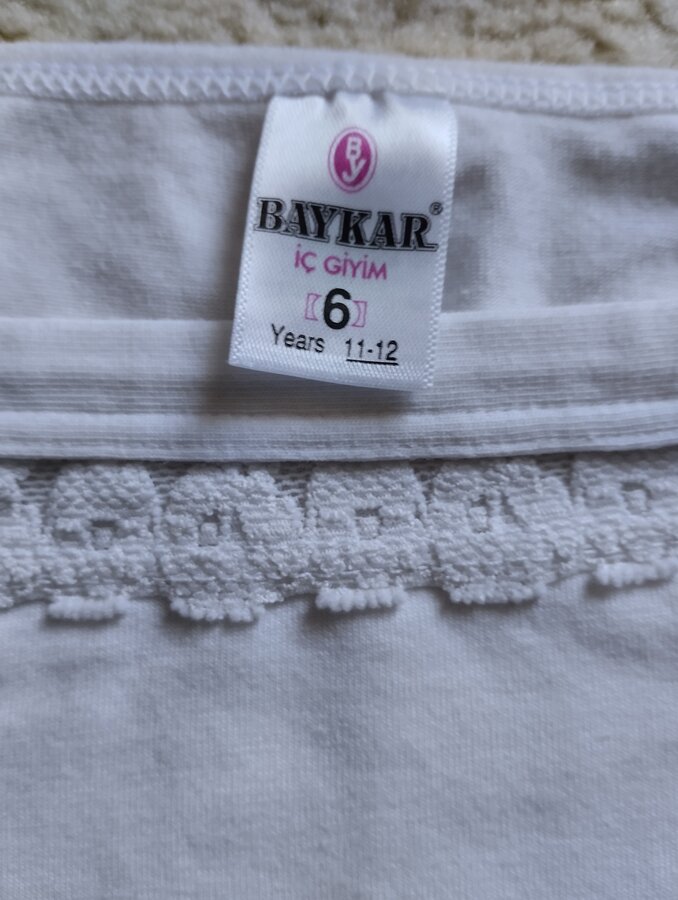 By
BAYKAR®
İÇ GİYİM
6
Years 11-12